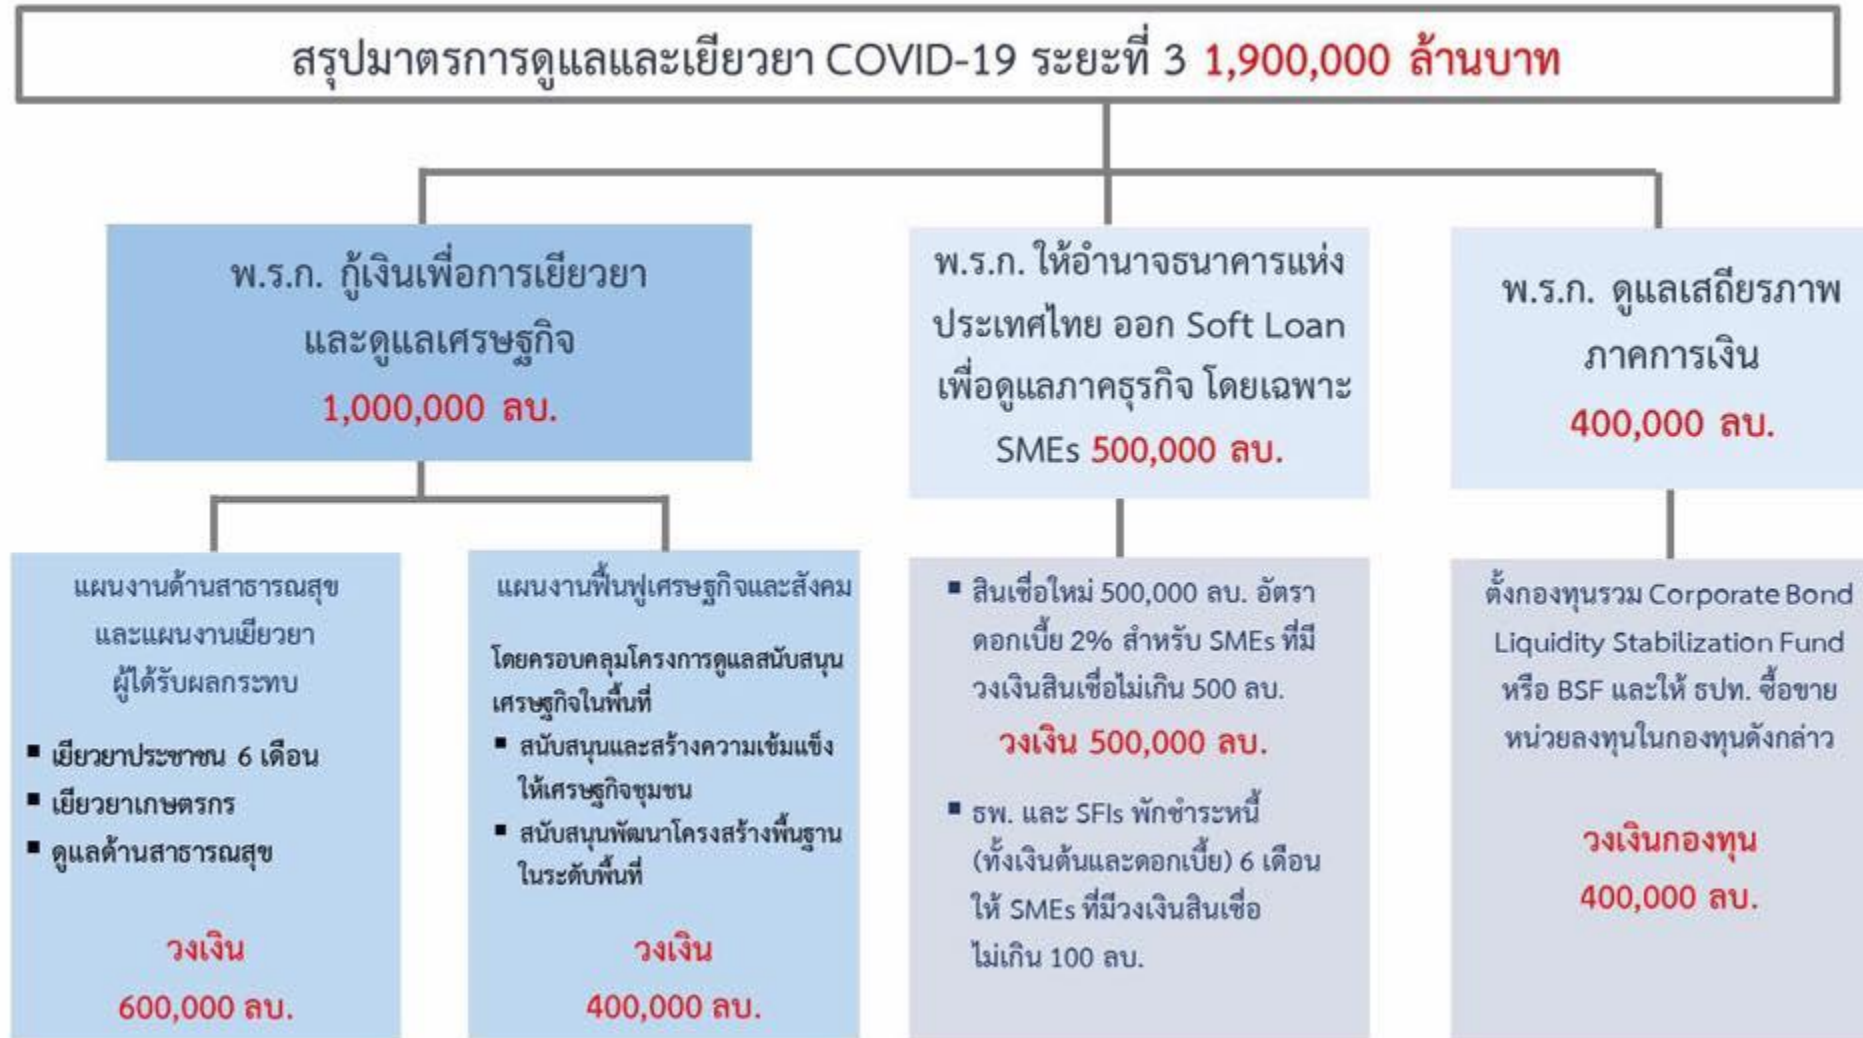 สรุปมาตรการดูแลและเยียวยา COVID-19 ระยะที่ 3 1,900,000 ล้านบาท
พ.ร.ก. กู้เงินเพื่อการเยียวยา
และดูแลเศรษฐกิจ
1,000,000 ลบ.
พ.ร.ก. ให้อำนาจธนาคารแห่ง
ประเทศไทย ออก Soft Loan
เพื่อดูแลภาคธุรกิจ โดยเฉพาะ
SMEs 500,000 ลบ.
พ.ร.ก. ดูแลเสถียรภาพ
ภาคการเงิน
400,000 ลบ.
แผนงานด้านสาธารณสุข
และแผนงานเยียวยา
ผู้ได้รับผลกระทบ
▪ เยียวยาประชาชน 6 เดือน
▪ เยียวยาเกษตรกร
▪ ดูแลด้านสาธารณสุข
วงเงิน
600,000 ลบ.
แผนงานฟื้นฟูเศรษฐกิจและสังคม
โดยครอบคลุมโครงการดูแลสนับสนุน
เศรษฐกิจในพื้นที่
▪ สนับสนุนและสร้างความเข้มแข็ง
ให้เศรษฐกิจชุมชน
▪ สนับสนุนพัฒนาโครงสร้างพื้นฐาน
ในระดับพื้นที่
วงเงิน
400,000 ลบ.
▪ สินเชื่อใหม่ 500,000 ลบ. อัตรา
ดอกเบี้ย 2% สำหรับ SMEs ที่มี
วงเงินสินเชื่อไม่เกิน 500 ลบ.
วงเงิน 500,000 ลบ.
▪ ธพ. และ SFIs พักชำระหนี้
(ทั้งเงินต้นและดอกเบี้ย) 6 เดือน
ให้ SMEs ที่มีวงเงินสินเชื่อ
ไม่เกิน 100 ลบ.
ตั้งกองทุนรวม Corporate Bond
Liquidity Stabilization Fund
หรือ BSF และให้ ธปท. ซื้อขาย
หน่วยลงทุนในกองทุนดังกล่าว
วงเงินกองทุน
400,000 ลบ.